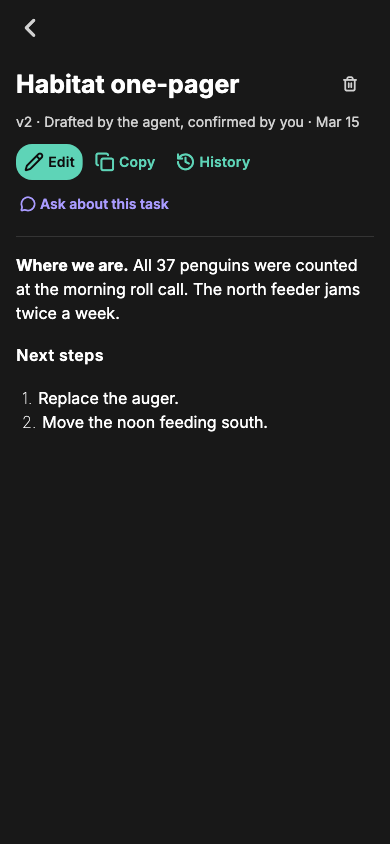 Habitat one-pager
v2 · Drafted by the agent, confirmed by you · Mar 15
Edit Copy History
Ask about this task
Where we are. All 37 penguins were counted
at the morning roll call. The north feeder jams
twice a week.
Next steps
1. Replace the auger.
2. Move the noon feeding south.